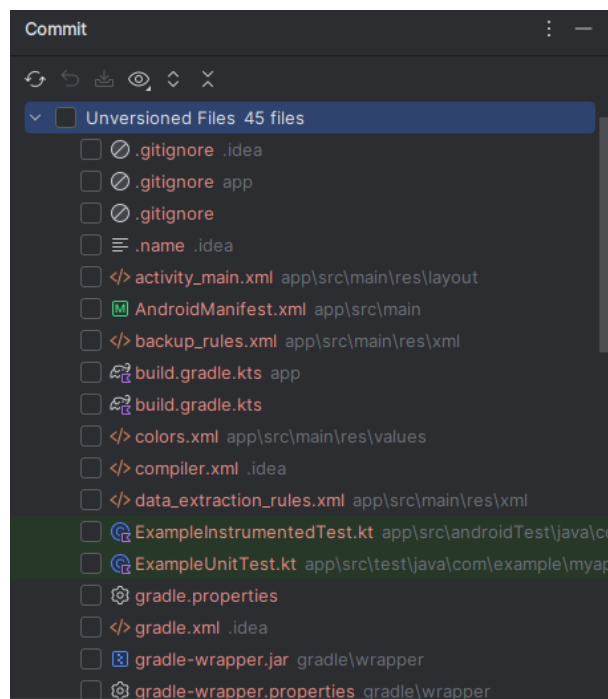 Commit
Unversioned Files 45 files
.gitignore .idea
.gitignore app
.gitignore
.name .idea
activity_main.xml app\src\main\res\layout
AndroidManifest.xml app\src\main
backup_rules.xml app\src\main\res\xml
build.gradle.kts app
build.gradle.kts
colors.xml app\src\main\res\values
compiler.xml .idea
data_extraction_rules.xml app\src\main\res\xml
ExampleInstrumentedTest.kt app\src\androidTest\java\c
ExampleUnitTest.kt app\src\test\java\com\example\myap
gradle.properties
gradle.xml .idea
gradle-wrapper.jar gradle\wrapper
gradle-wrapper.properties gradle\wrapper